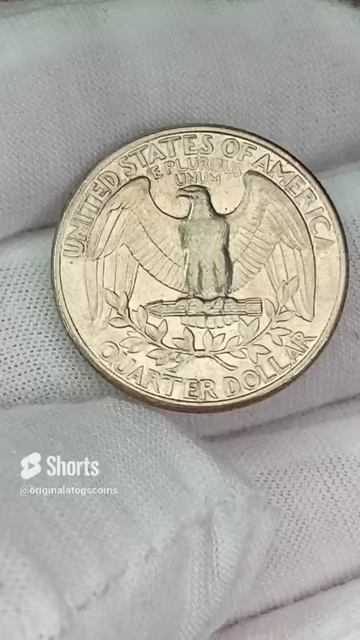 UNITED STATES OF AMERICA
E PLURIBUS
UNUM
QUARTER DOLLAR
Shorts
@originalatogscoins